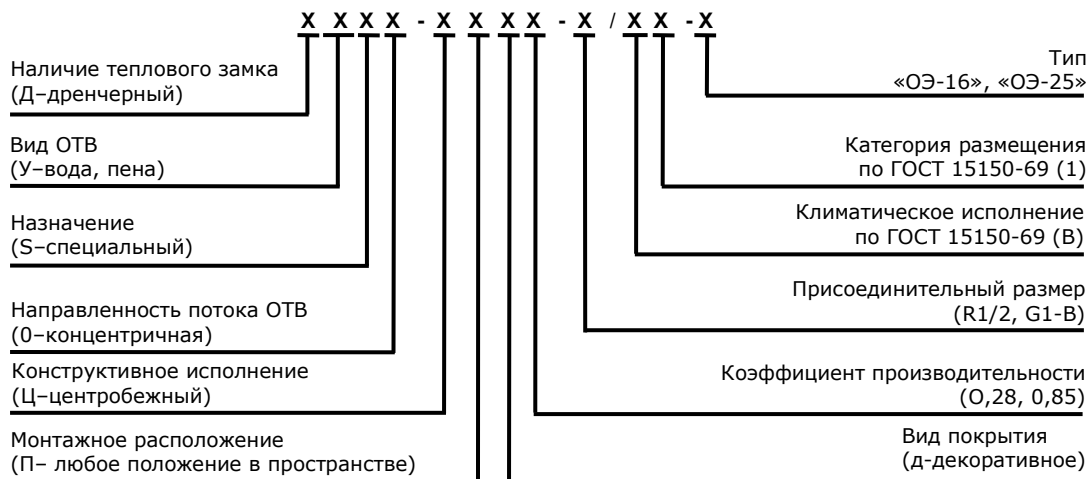 X X X X - X X X X - X / X X - X
Наличие теплового замка
(Д–дренчерный)
Вид ОТВ
(У–вода, пена)
Назначение
(S–специальный)
Направленность потока ОТВ
(0–концентричная)
Конструктивное исполнение
(Ц–центробежный)
Монтажное расположение
(П– любое положение в пространстве)
Тип
«ОЭ-16», «ОЭ-25»
Категория размещения
по ГОСТ 15150-69 (1)
Климатическое исполнение
по ГОСТ 15150-69 (В)
Присоединительный размер
(R1/2, G1-B)
Коэффициент производительности
(О,28, 0,85)
Вид покрытия
(д-декоративное)